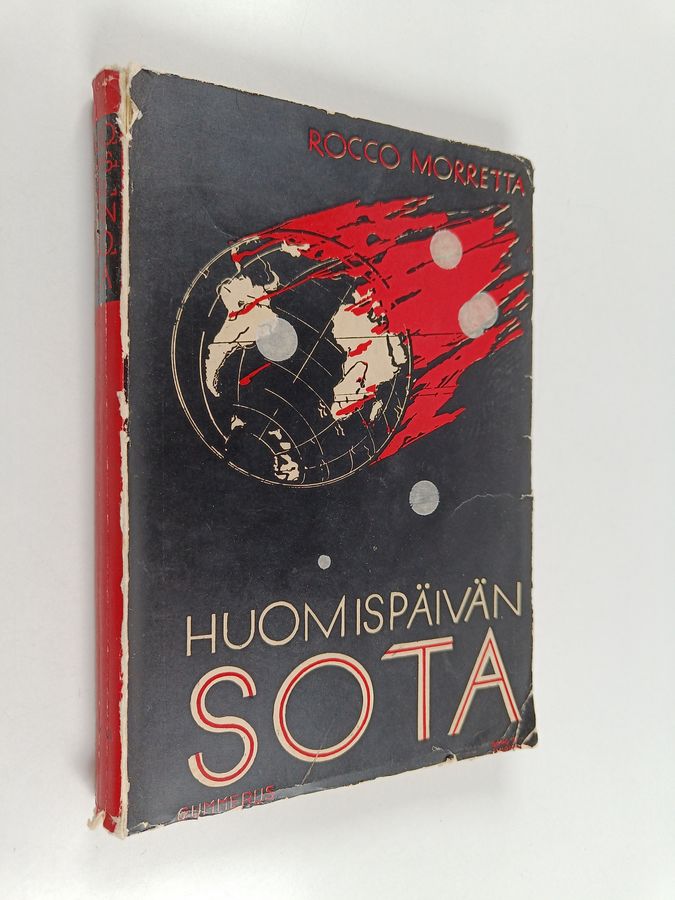 ROCCO MORRETTA
HUOMISPÄIVÄN
SOTA
GUMMERUS